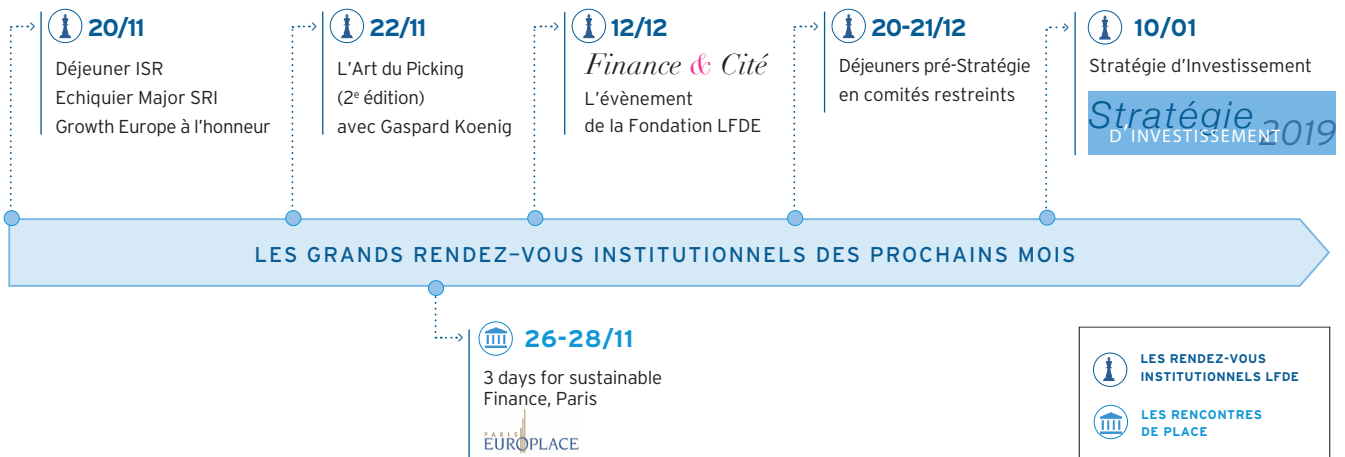 20/11
Déjeuner ISR
Echiquier Major SRI
Growth Europe à l'honneur
22/11
L'Art du Picking
(2e édition)
avec Gaspard Koenig
12/12
Finance & Cité
L'évènement
de la Fondation LFDE
20-21/12
Déjeuners pré-Stratégie
en comités restreints
10/01
Stratégie d'Investissement
Stratégie
D'INVESTISSEMENT 2019
LES GRANDS RENDEZ-VOUS INSTITUTIONNELS DES PROCHAINS MOIS
26-28/11
3 days for sustainable
Finance, Paris
PARIS
EUROPLACE
LES RENDEZ-VOUS
INSTITUTIONNELS LFDE
LES RENCONTRES
DE PLACE